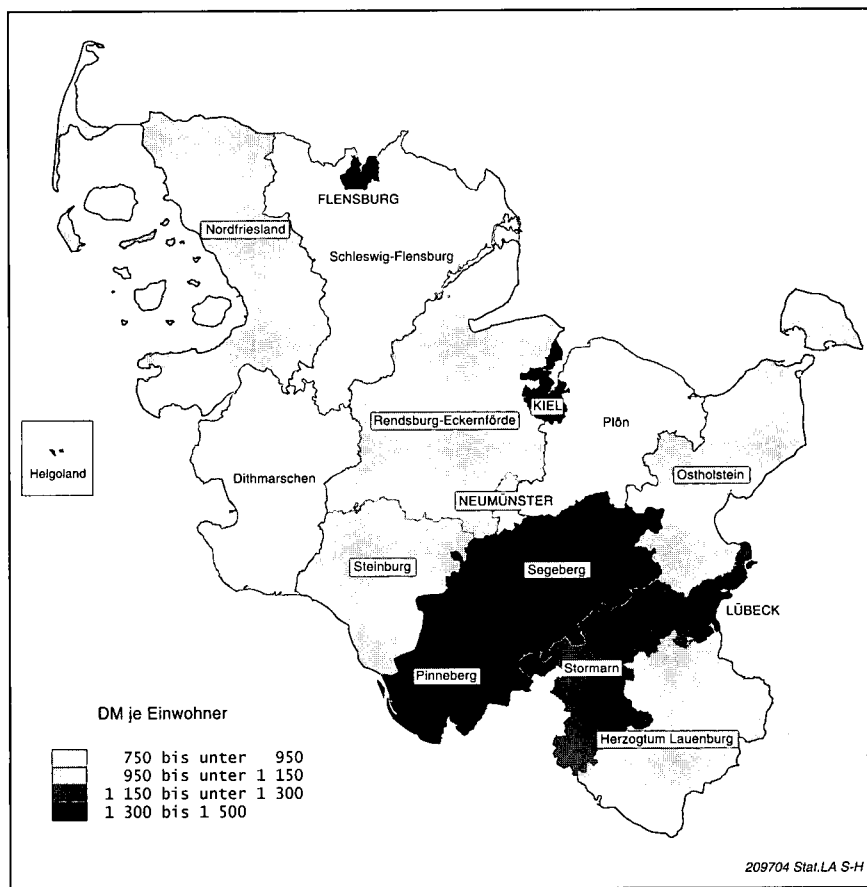 FLENSBURG
Nordfriesland
Schleswig-Flensburg
KIEL
Rendsburg-Eckernförde
Plön
Helgoland
Dithmarschen
Ostholstein
NEUMÜNSTER
Steinburg
Segeberg
LÜBECK
Stormarn
Pinneberg
DM je Einwohner
Herzogtum Lauenburg
750 bis unter 950
950 bis unter 1 150
1 150 bis unter 1 300
1 300 bis 1 500
209704 Stat.LA S-H